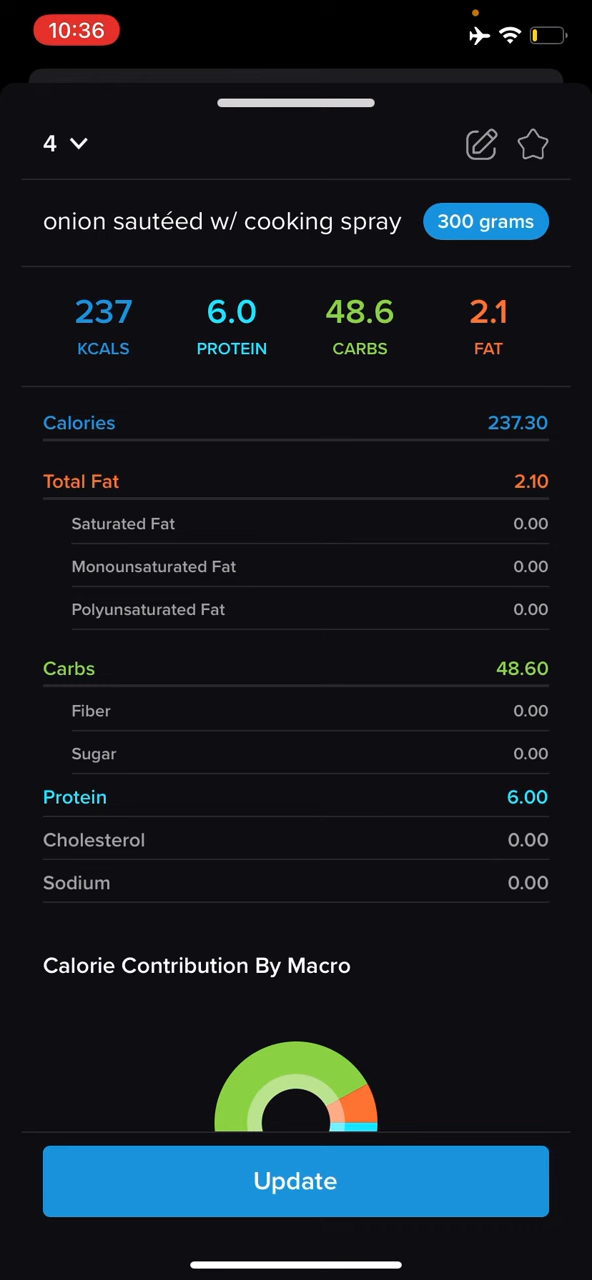 10:36
4
onion sautéed w/ cooking spray 300 grams
237 6.0 48.6 2.1
KCALS PROTEIN CARBS FAT
Calories 237.30
Total Fat 2.10
Saturated Fat 0.00
Monounsaturated Fat 0.00
Polyunsaturated Fat 0.00
Carbs 48.60
Fiber 0.00
Sugar 0.00
Protein 6.00
Cholesterol 0.00
Sodium 0.00
Calorie Contribution By Macro
Update